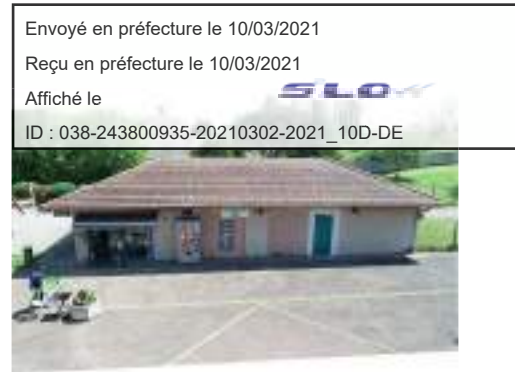 Envoyé en préfecture le 10/03/2021
Reçu en préfecture le 10/03/2021
Affiché le
SLO
ID : 038-243800935-20210302-2021_10D-DE